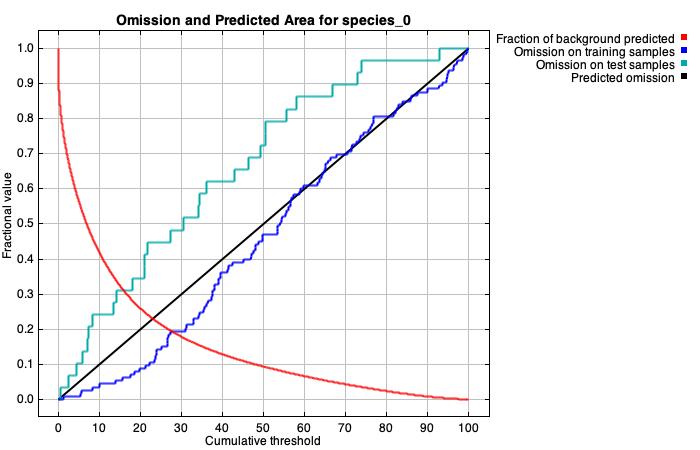 Omission and Predicted Area for species_0
Fraction of background predicted
Omission on training samples
Omission on test samples
Predicted omission
Fractional value
1.0
0.9
0.8
0.7
0.6
0.5
0.4
0.3
0.2
0.1
0.0
0 10 20 30 40 50 60 70 80 90 100
Cumulative threshold